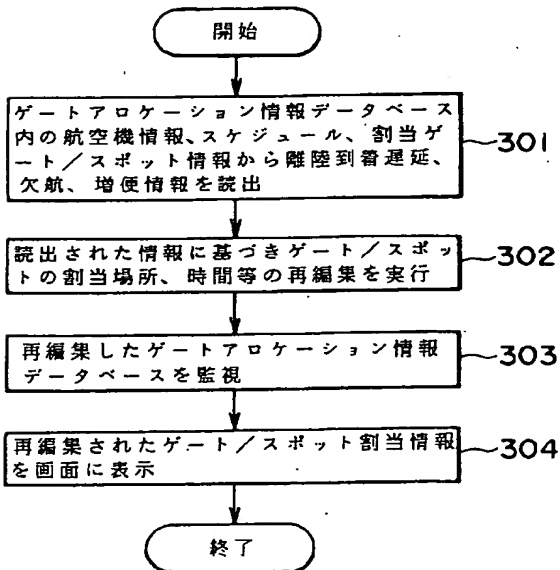 開始
ゲートアロケーション情報データベース
内の航空機情報、スケジュール、割当ゲ
ート/スポット情報から離陸到着遅延、
欠航、増便情報を読出
301
読出された情報に基づきゲート/スポッ
トの割当場所、時間等の再編集を実行
302
再編集したゲートアロケーション情報
データベースを監視
303
再編集されたゲート/スポット割当情報
を画面に表示
304
終了